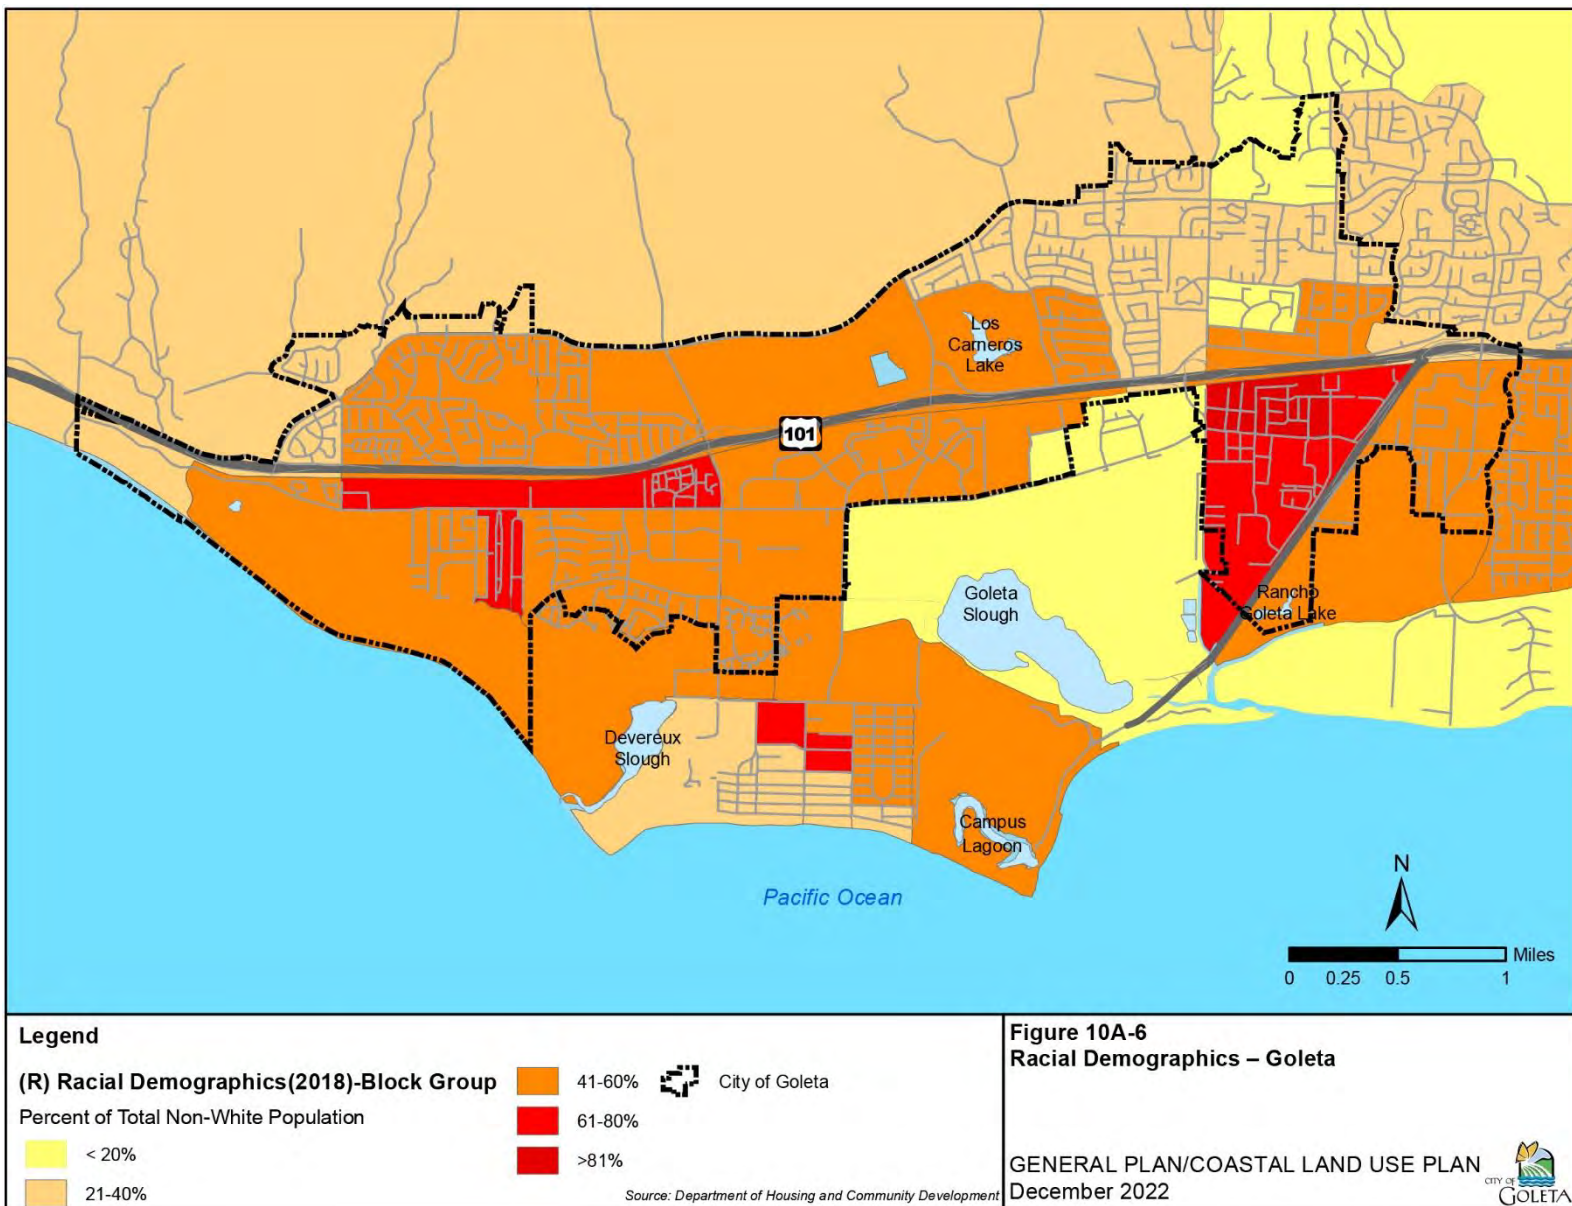 Los
Carneros
Lake
101
Goleta
Slough
Rancho
Goleta Lake
Devereux
Slough
Campus
Lagoon
Pacific Ocean
N
Miles
0 0.25 0.5 1
Legend
(R) Racial Demographics(2018)-Block Group
Percent of Total Non-White Population
< 20%
21-40%
41-60%
61-80%
>81%
City of Goleta
Source: Department of Housing and Community Development
Figure 10A-6
Racial Demographics – Goleta
GENERAL PLAN/COASTAL LAND USE PLAN
December 2022
CITY OF
GOLETA